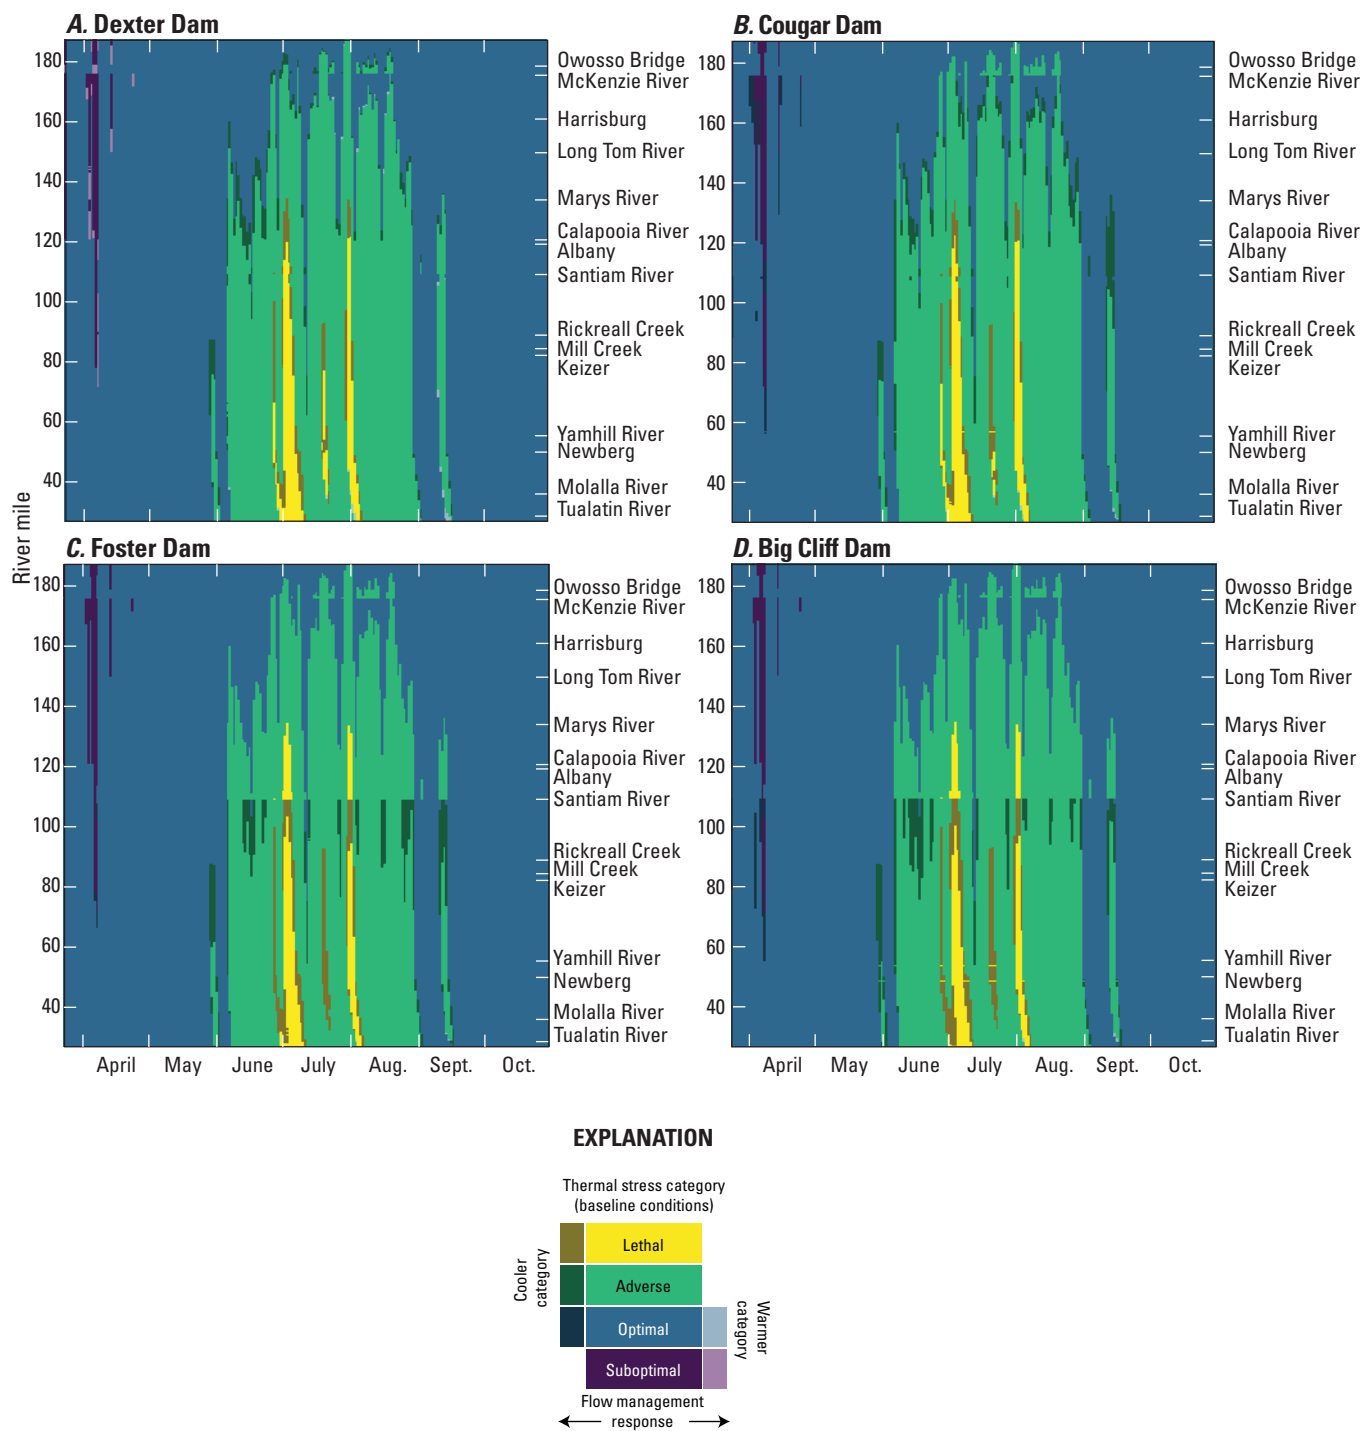 A. Dexter Dam
180
160
140
120
100
80
60
40
Owosso Bridge
McKenzie River
Harrisburg
Long Tom River
Marys River
Calapooia River
Albany
Santiam River
Rickreall Creek
Mill Creek
Keizer
Yamhill River
Newberg
Molalla River
Tualatin River
B. Cougar Dam
180
160
140
120
100
80
60
40
Owosso Bridge
McKenzie River
Harrisburg
Long Tom River
Marys River
Calapooia River
Albany
Santiam River
Rickreall Creek
Mill Creek
Keizer
Yamhill River
Newberg
Molalla River
Tualatin River
River mile
C. Foster Dam
180
160
140
120
100
80
60
40
Owosso Bridge
McKenzie River
Harrisburg
Long Tom River
Marys River
Calapooia River
Albany
Santiam River
Rickreall Creek
Mill Creek
Keizer
Yamhill River
Newberg
Molalla River
Tualatin River
April May June July Aug. Sept. Oct.
D. Big Cliff Dam
180
160
140
120
100
80
60
40
Owosso Bridge
McKenzie River
Harrisburg
Long Tom River
Marys River
Calapooia River
Albany
Santiam River
Rickreall Creek
Mill Creek
Keizer
Yamhill River
Newberg
Molalla River
Tualatin River
April May June July Aug. Sept. Oct.
EXPLANATION
Thermal stress category
(baseline conditions)
Cooler
category
Lethal
Adverse
Optimal
Suboptimal
Warmer
category
Flow management
response